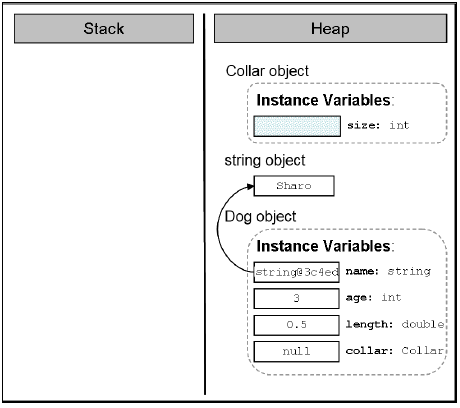 Stack
Heap
Collar object
Instance Variables:
size: int
string object
Sharo
Dog object
Instance Variables:
string@3c4ed name: string
3 age: int
0.5 length: double
null collar: Collar